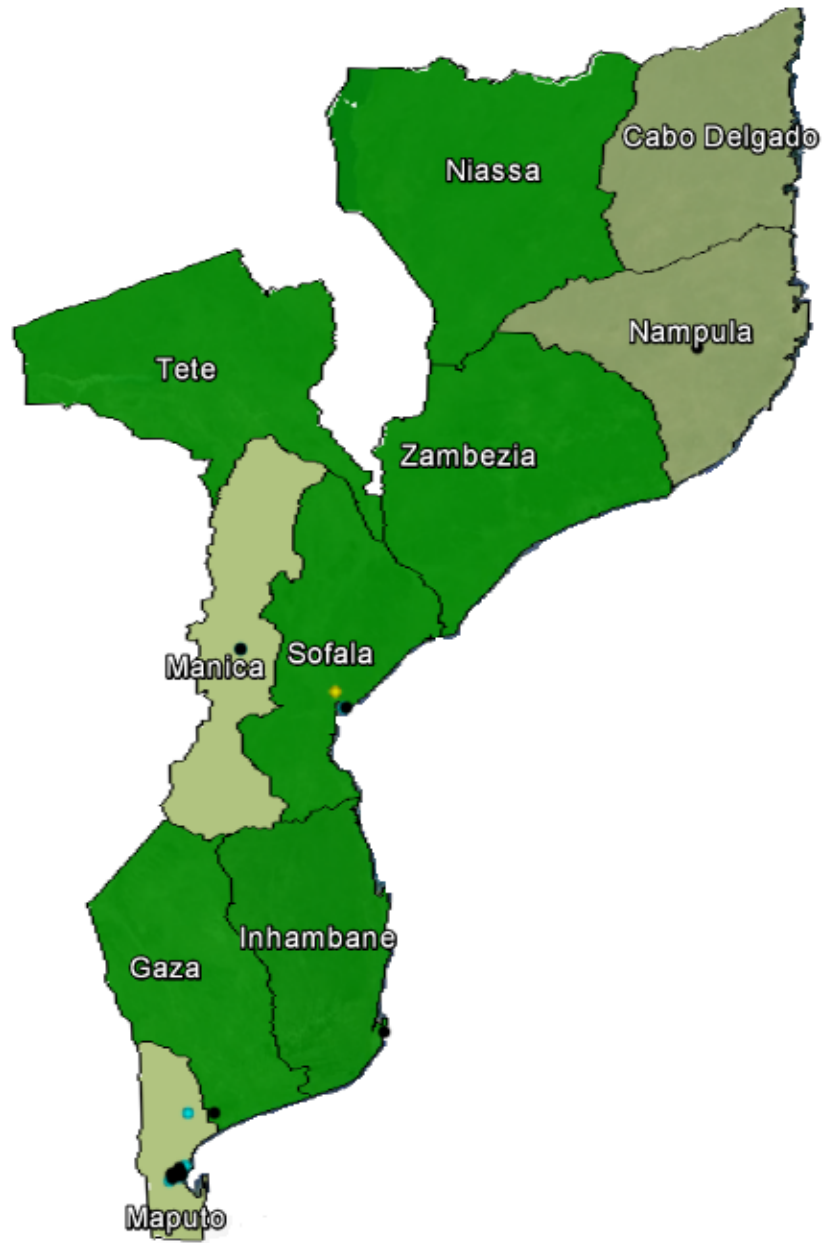 Cabo Delgado
Niassa
Nampula
Tete
Zambezia
Sofala
Manica
Inhambane
Gaza
Maputo